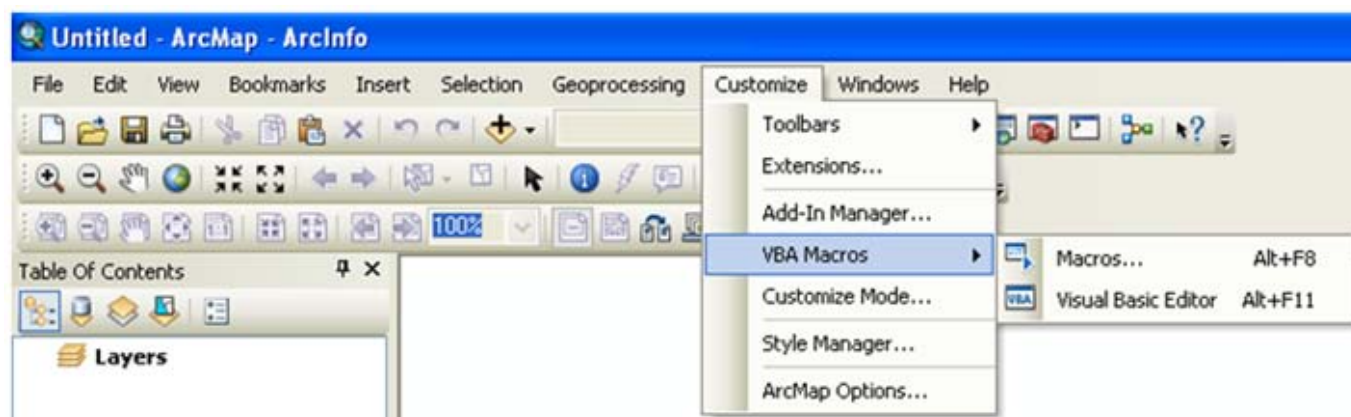 Untitled - ArcMap - ArcInfo
File Edit View Bookmarks Insert Selection Geoprocessing Customize Windows Help
Toolbars
Extensions...
Add-In Manager...
100%
VBA Macros
Macros... Alt+F8
Customize Mode...
VBA Visual Basic Editor Alt+F11
Style Manager...
ArcMap Options...
Table Of Contents
Layers